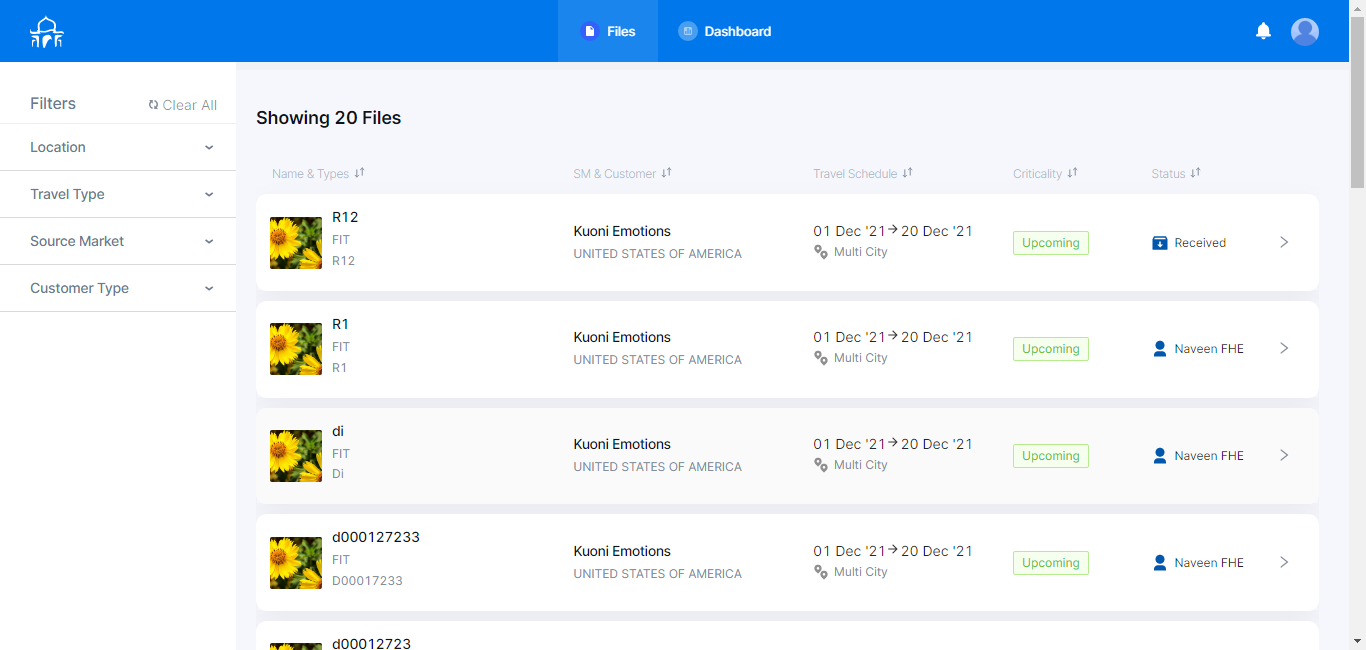 Files
Dashboard
Filters
Clear All
Location
Travel Type
Source Market
Customer Type
Showing 20 Files
Name & Types
SM & Customer
Travel Schedule
Criticality
Status
R12
FIT
R12
Kuoni Emotions
UNITED STATES OF AMERICA
01 Dec '21 → 20 Dec '21
Multi City
Upcoming
Received
R1
FIT
R1
Kuoni Emotions
UNITED STATES OF AMERICA
01 Dec '21 → 20 Dec '21
Multi City
Upcoming
Naveen FHE
di
FIT
Di
Kuoni Emotions
UNITED STATES OF AMERICA
01 Dec '21 → 20 Dec '21
Multi City
Upcoming
Naveen FHE
d000127233
FIT
D00017233
Kuoni Emotions
UNITED STATES OF AMERICA
01 Dec '21 → 20 Dec '21
Multi City
Upcoming
Naveen FHE
d00012723